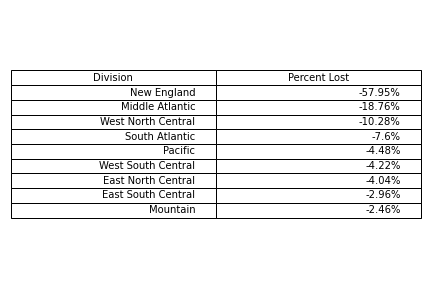 Division Percent Lost
New England -57.95%
Middle Atlantic -18.76%
West North Central -10.28%
South Atlantic -7.6%
Pacific -4.48%
West South Central -4.22%
East North Central -4.04%
East South Central -2.96%
Mountain -2.46%